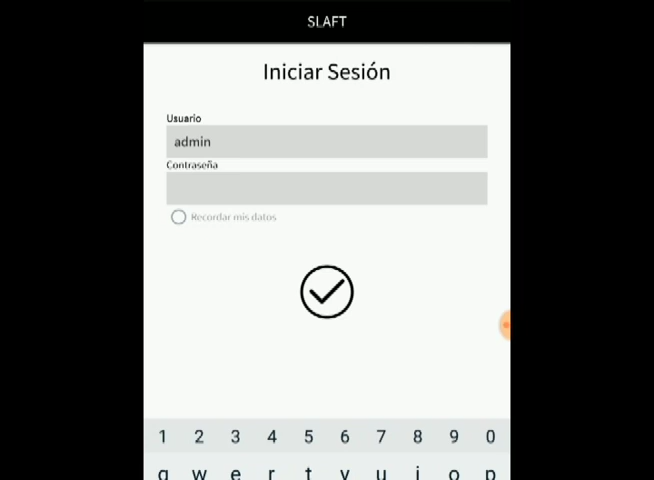 SLAFT
Iniciar Sesión
Usuario
admin
Contraseña
Recordar mis datos
1 2 3 4 5 6 7 8 9 0
q w e r t y u i o p